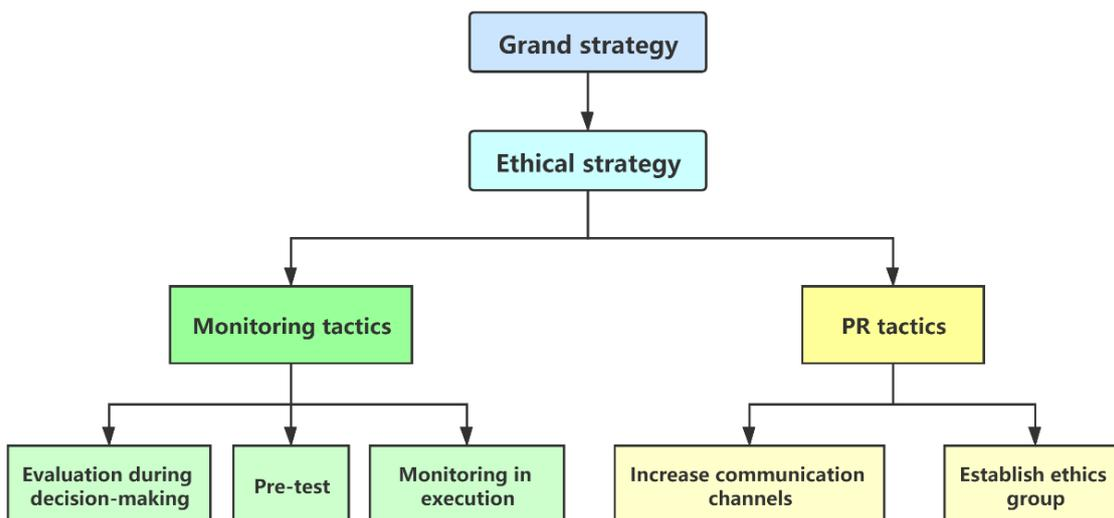 Grand strategy
Ethical strategy
Monitoring tactics
PR tactics
Evaluation during
decision-making
Pre-test
Monitoring in
execution
Increase communication
channels
Establish ethics
group